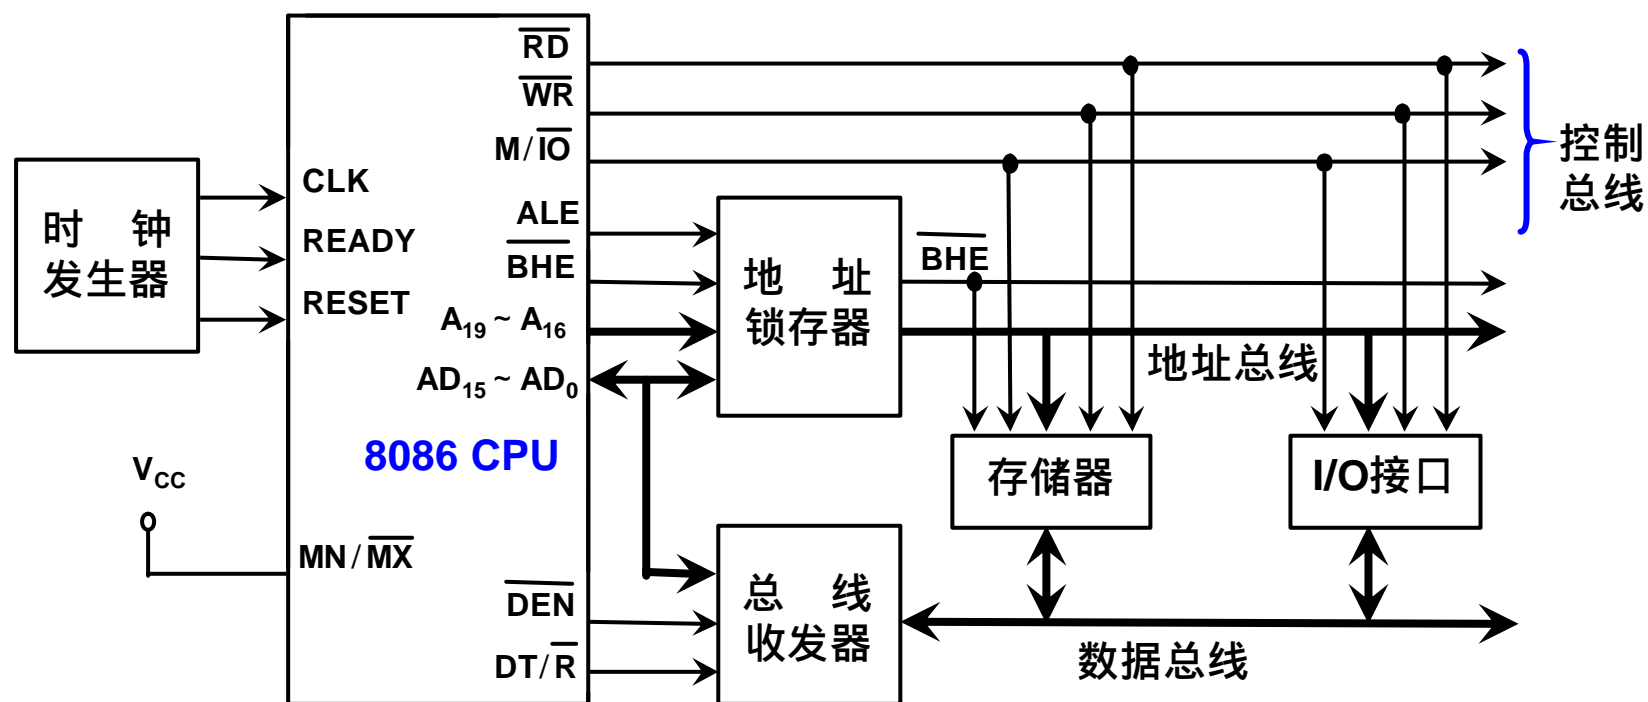 RD
WR
M/IO
控制
总线
时 钟
发生器
CLK
READY
RESET
ALE
BHE
A19 ~ A16
AD15 ~ AD0
8086 CPU
地 址
锁存器
BHE
地址总线
存储器
I/O接口
VCC
MN/MX
DEN
DT/R
总 线
收发器
数据总线